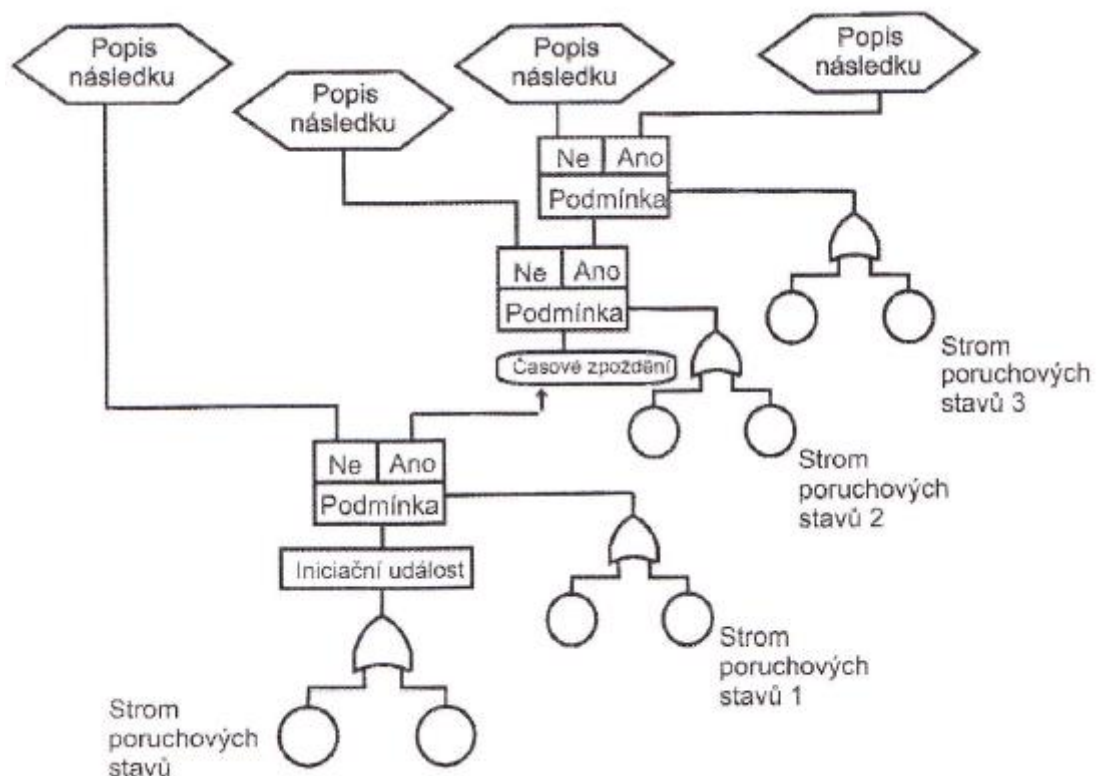 Popis
následku
Popis
následku
Popis
následku
Popis
následku
Ne
Ano
Podmínka
Ne
Ano
Podmínka
Časové zpoždění
Strom
poruchových
stavů 3
Ne
Ano
Podmínka
Strom
poruchových
stavů 2
Iniciační událost
Strom
poruchových
stavů 1
Strom
poruchových
stavů